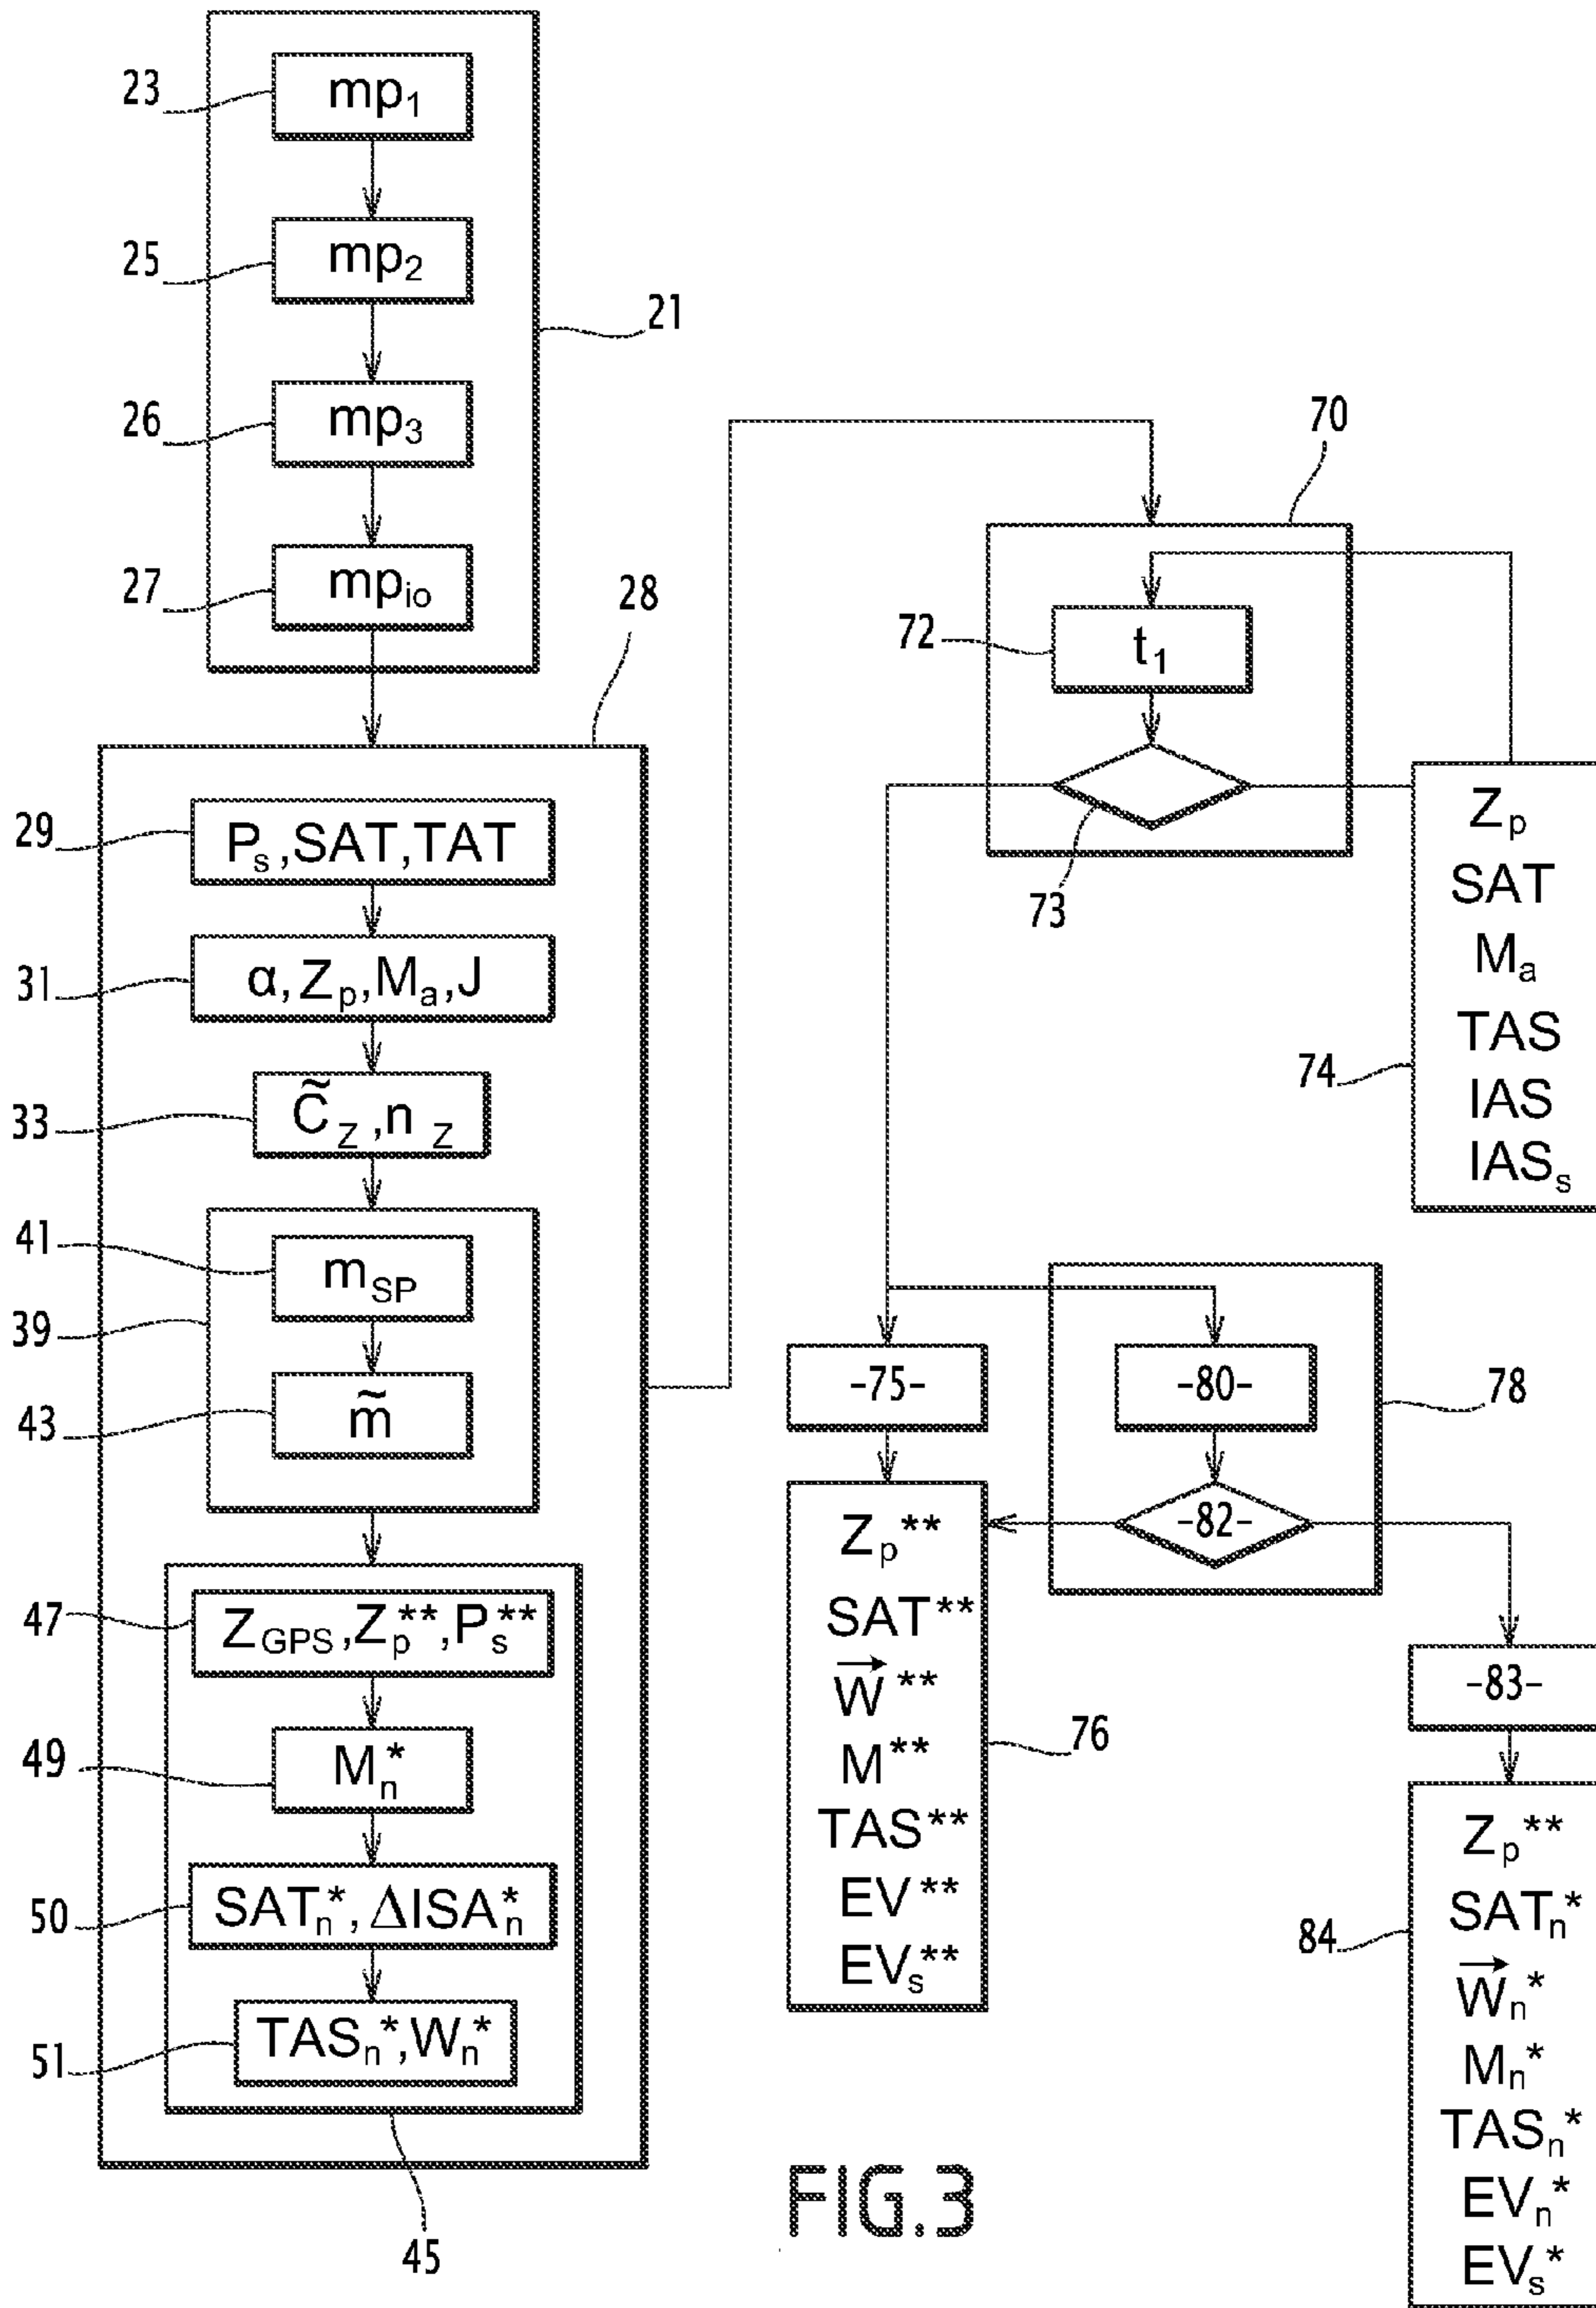 23
mp₁
25
mp₂
21
26
mp₃
27
mpᵢₒ
28
29
Pₛ,SAT,TAT
31
α,Zₚ,Mₐ,J
33
C̃_Z,n_Z
41
m_SP
39
43
m̃
47
Z_GPS,Zₚ**,Pₛ**
49
Mₙ*
50
SATₙ*,ΔISAₙ*
51
TASₙ*,Wₙ*
45
70
72
t₁
73
74
Zₚ
SAT
Mₐ
TAS
IAS
IASₛ
-75-
-80-
78
-82-
76
Zₚ**
SAT**
W⃗**
M**
TAS**
EV**
EVₛ**
-83-
84
Zₚ**
SATₙ*
W⃗ₙ*
Mₙ*
TASₙ*
EVₙ*
EVₛ*
FIG.3